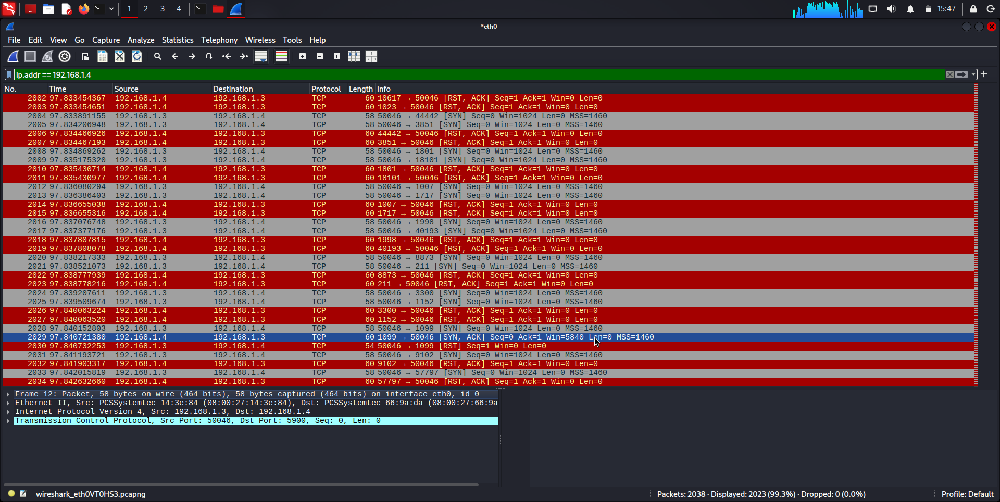 1 2 3 4 15:47
*eth0
File Edit View Go Capture Analyze Statistics Telephony Wireless Tools Help
ip.addr == 192.168.1.4
No. Time Source Destination Protocol Length Info
2002 97.833454367 192.168.1.4 192.168.1.3 TCP 60 10617 → 50046 [RST, ACK] Seq=1 Ack=1 Win=0 Len=0
2003 97.833454651 192.168.1.4 192.168.1.3 TCP 60 1023 → 50046 [RST, ACK] Seq=1 Ack=1 Win=0 Len=0
2004 97.833891155 192.168.1.3 192.168.1.4 TCP 58 50046 → 44442 [SYN] Seq=0 Win=1024 Len=0 MSS=1460
2005 97.834206948 192.168.1.3 192.168.1.4 TCP 58 50046 → 3851 [SYN] Seq=0 Win=1024 Len=0 MSS=1460
2006 97.834466926 192.168.1.4 192.168.1.3 TCP 60 44442 → 50046 [RST, ACK] Seq=1 Ack=1 Win=0 Len=0
2007 97.834467193 192.168.1.4 192.168.1.3 TCP 60 3851 → 50046 [RST, ACK] Seq=1 Ack=1 Win=0 Len=0
2008 97.834869262 192.168.1.3 192.168.1.4 TCP 58 50046 → 1801 [SYN] Seq=0 Win=1024 Len=0 MSS=1460
2009 97.835175320 192.168.1.3 192.168.1.4 TCP 58 50046 → 18101 [SYN] Seq=0 Win=1024 Len=0 MSS=1460
2010 97.835430714 192.168.1.4 192.168.1.3 TCP 60 1801 → 50046 [RST, ACK] Seq=1 Ack=1 Win=0 Len=0
2011 97.835430977 192.168.1.4 192.168.1.3 TCP 60 18101 → 50046 [RST, ACK] Seq=1 Ack=1 Win=0 Len=0
2012 97.836080294 192.168.1.3 192.168.1.4 TCP 58 50046 → 1007 [SYN] Seq=0 Win=1024 Len=0 MSS=1460
2013 97.836386403 192.168.1.3 192.168.1.4 TCP 58 50046 → 1717 [SYN] Seq=0 Win=1024 Len=0 MSS=1460
2014 97.836655038 192.168.1.4 192.168.1.3 TCP 60 1007 → 50046 [RST, ACK] Seq=1 Ack=1 Win=0 Len=0
2015 97.836655316 192.168.1.4 192.168.1.3 TCP 60 1717 → 50046 [RST, ACK] Seq=1 Ack=1 Win=0 Len=0
2016 97.837076748 192.168.1.3 192.168.1.4 TCP 58 50046 → 1998 [SYN] Seq=0 Win=1024 Len=0 MSS=1460
2017 97.837377176 192.168.1.3 192.168.1.4 TCP 58 50046 → 40193 [SYN] Seq=0 Win=1024 Len=0 MSS=1460
2018 97.837807815 192.168.1.4 192.168.1.3 TCP 60 1998 → 50046 [RST, ACK] Seq=1 Ack=1 Win=0 Len=0
2019 97.837808078 192.168.1.4 192.168.1.3 TCP 60 40193 → 50046 [RST, ACK] Seq=1 Ack=1 Win=0 Len=0
2020 97.838217333 192.168.1.3 192.168.1.4 TCP 58 50046 → 8873 [SYN] Seq=0 Win=1024 Len=0 MSS=1460
2021 97.838521073 192.168.1.3 192.168.1.4 TCP 58 50046 → 211 [SYN] Seq=0 Win=1024 Len=0 MSS=1460
2022 97.838777939 192.168.1.4 192.168.1.3 TCP 60 8873 → 50046 [RST, ACK] Seq=1 Ack=1 Win=0 Len=0
2023 97.838778216 192.168.1.4 192.168.1.3 TCP 60 211 → 50046 [RST, ACK] Seq=1 Ack=1 Win=0 Len=0
2024 97.839207611 192.168.1.3 192.168.1.4 TCP 58 50046 → 3300 [SYN] Seq=0 Win=1024 Len=0 MSS=1460
2025 97.839509674 192.168.1.3 192.168.1.4 TCP 58 50046 → 1152 [SYN] Seq=0 Win=1024 Len=0 MSS=1460
2026 97.840063224 192.168.1.4 192.168.1.3 TCP 60 3300 → 50046 [RST, ACK] Seq=1 Ack=1 Win=0 Len=0
2027 97.840063520 192.168.1.4 192.168.1.3 TCP 60 1152 → 50046 [RST, ACK] Seq=1 Ack=1 Win=0 Len=0
2028 97.840152803 192.168.1.3 192.168.1.4 TCP 58 50046 → 1099 [SYN] Seq=0 Win=1024 Len=0 MSS=1460
2029 97.840721380 192.168.1.4 192.168.1.3 TCP 60 1099 → 50046 [SYN, ACK] Seq=0 Ack=1 Win=5840 Len=0 MSS=1460
2030 97.840732253 192.168.1.3 192.168.1.4 TCP 54 50046 → 1099 [RST] Seq=1 Win=0 Len=0
2031 97.841193721 192.168.1.3 192.168.1.4 TCP 58 50046 → 9102 [SYN] Seq=0 Win=1024 Len=0 MSS=1460
2032 97.841903317 192.168.1.4 192.168.1.3 TCP 60 9102 → 50046 [RST, ACK] Seq=1 Ack=1 Win=0 Len=0
2033 97.842015819 192.168.1.3 192.168.1.4 TCP 58 50046 → 57797 [SYN] Seq=0 Win=1024 Len=0 MSS=1460
2034 97.842632660 192.168.1.4 192.168.1.3 TCP 60 57797 → 50046 [RST, ACK] Seq=1 Ack=1 Win=0 Len=0
Frame 12: Packet, 58 bytes on wire (464 bits), 58 bytes captured (464 bits) on interface eth0, id 0
Ethernet II, Src: PCSSystemtec_14:3e:84 (08:00:27:14:3e:84), Dst: PCSSystemtec_66:9a:da (08:00:27:66:9a
Internet Protocol Version 4, Src: 192.168.1.3, Dst: 192.168.1.4
Transmission Control Protocol, Src Port: 50046, Dst Port: 5900, Seq: 0, Len: 0
wireshark_eth0VT0HS3.pcapng Packets: 2038 · Displayed: 2023 (99.3%) · Dropped: 0 (0.0%) Profile: Default